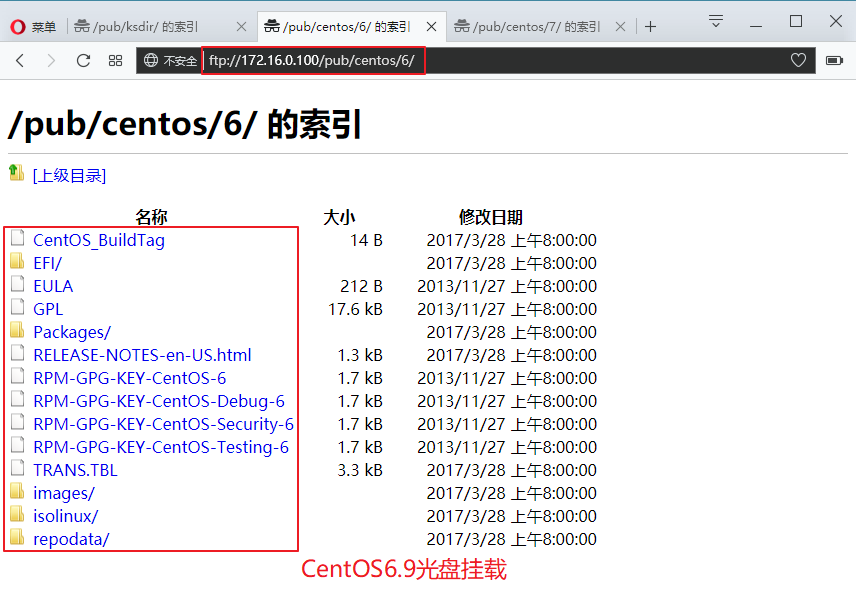 菜单 /pub/ksdir/ 的索引 /pub/centos/6/ 的索引 /pub/centos/7/ 的索引
不安全 ftp://172.16.0.100/pub/centos/6/
/pub/centos/6/ 的索引
[上级目录]
名称 大小 修改日期
CentOS_BuildTag 14 B 2017/3/28 上午8:00:00
EFI/ 2017/3/28 上午8:00:00
EULA 212 B 2013/11/27 上午8:00:00
GPL 17.6 kB 2013/11/27 上午8:00:00
Packages/ 2017/3/28 上午8:00:00
RELEASE-NOTES-en-US.html 1.3 kB 2017/3/28 上午8:00:00
RPM-GPG-KEY-CentOS-6 1.7 kB 2013/11/27 上午8:00:00
RPM-GPG-KEY-CentOS-Debug-6 1.7 kB 2013/11/27 上午8:00:00
RPM-GPG-KEY-CentOS-Security-6 1.7 kB 2013/11/27 上午8:00:00
RPM-GPG-KEY-CentOS-Testing-6 1.7 kB 2013/11/27 上午8:00:00
TRANS.TBL 3.3 kB 2017/3/28 上午8:00:00
images/ 2017/3/28 上午8:00:00
isolinux/ 2017/3/28 上午8:00:00
repodata/ 2017/3/28 上午8:00:00
CentOS6.9光盘挂载